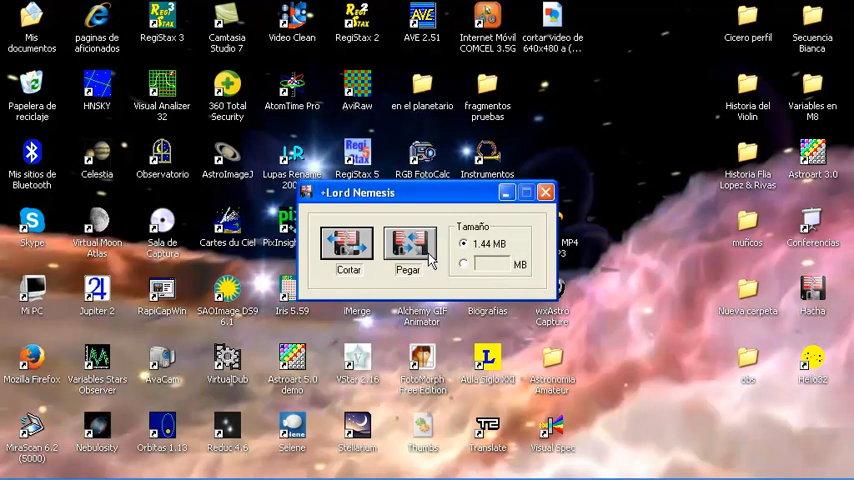 Mis
documentos
paginas de
aficionados
RegiStax 3
Camtasia
Studio 7
Video Clean
RegiStax 2
AVE 2.51
Internet Móvil
COMCEL 3.5G
cortar video de
640x480 a (...
Cicero perfil
Secuencia
Bianca
Papelera de
reciclaje
HNSKY
Visual Analizer
32
360 Total
Security
AtomTime Pro
AviRaw
en el planetario
fragmentos
pruebas
Historia del
Violin
Variables en
M8
Mis sitios de
Bluetooth
Celestia
Observatorio
AstroImageJ
Lupas Rename
RegiStax 5
RGB FotoCalc
Instrumentos
Historia Flia
Lopez & Rivas
Astroart 3.0
+Lord Nemesis
Cortar
Pegar
Tamaño
1.44 MB
MB
Skype
Virtual Moon
Atlas
Sala de
Captura
Cartes du Ciel
MP4
muticos
Conferencias
Mi PC
Jupiter 2
RapiCapWin
SAOImage DS9
6.1
Iris 5.59
iMerge
Alchemy GIF
Animator
Biografias
wxAstro
Capture
Nueva carpeta
Hacha
Mozilla Firefox
Variables Stars
Observer
AvaCam
VirtualDub
Astroart 5.0
demo
VStar 2.16
FotoMorph
Free Edition
Aula Siglo XXI
Astronomia
Amateur
obs
Hello32
MiraScan 6.2
(5000)
Nebulosity
Orbitas 1.13
Reduc 4.6
Selene
Stellarium
Thumbs
Translate
Visual Spec